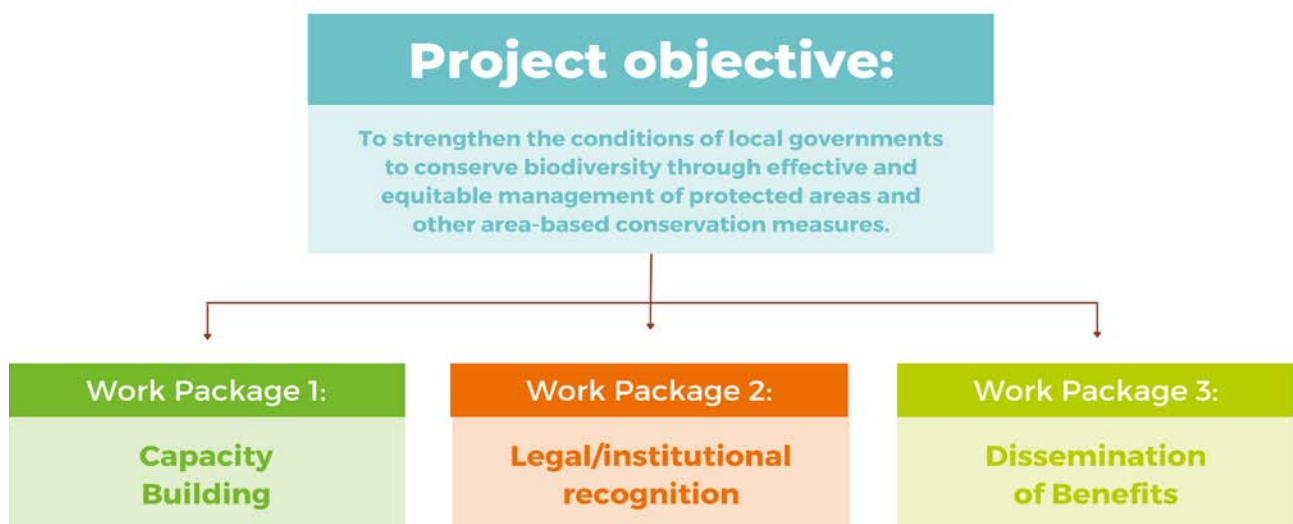 Project objective:
To strengthen the conditions of local governments
to conserve biodiversity through effective and
equitable management of protected areas and
other area-based conservation measures.
Work Package 1:
Capacity
Building
Work Package 2:
Legal/institutional
recognition
Work Package 3:
Dissemination
of Benefits